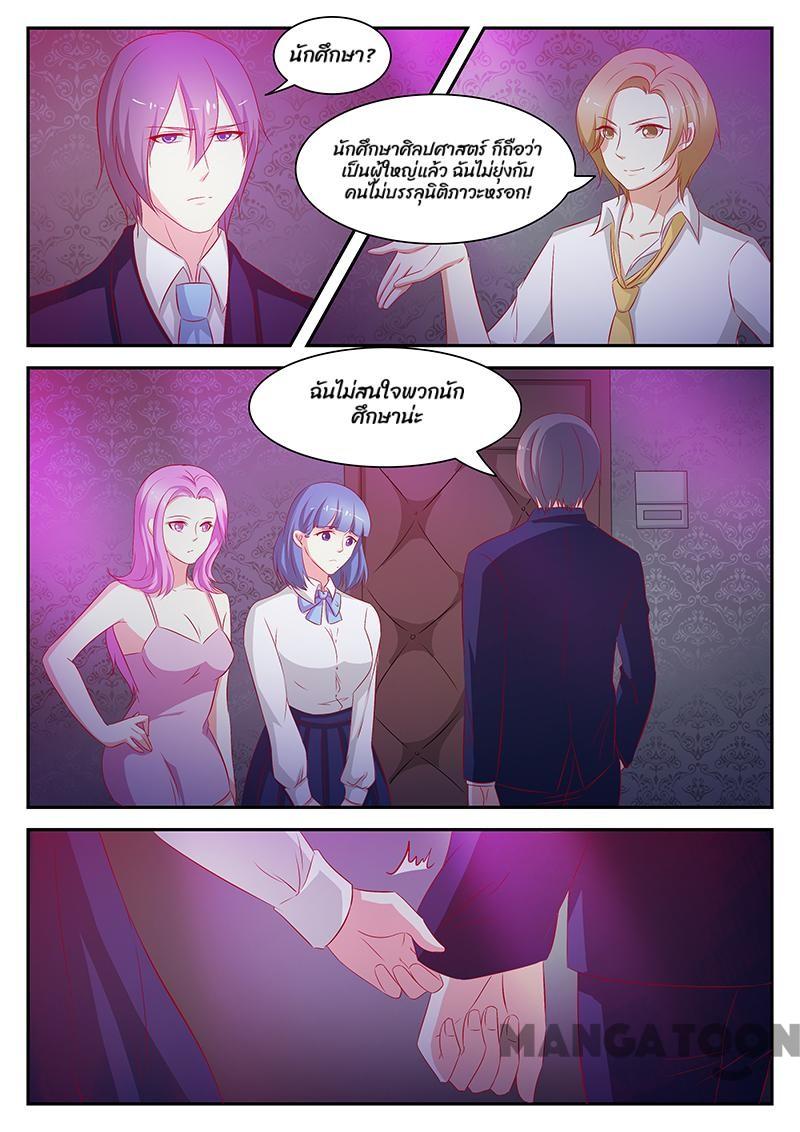 นักศึกษา?
นักศึกษาศิลปศาสตร์ ก็ถือว่า
เป็นผู้ใหญ่แล้ว ฉันไม่ยุ่งกับ
คนไม่บรรลุนิติภาวะหรอก!
ฉันไม่สนใจพวกนัก
ศึกษาน่ะ
MANGATOON